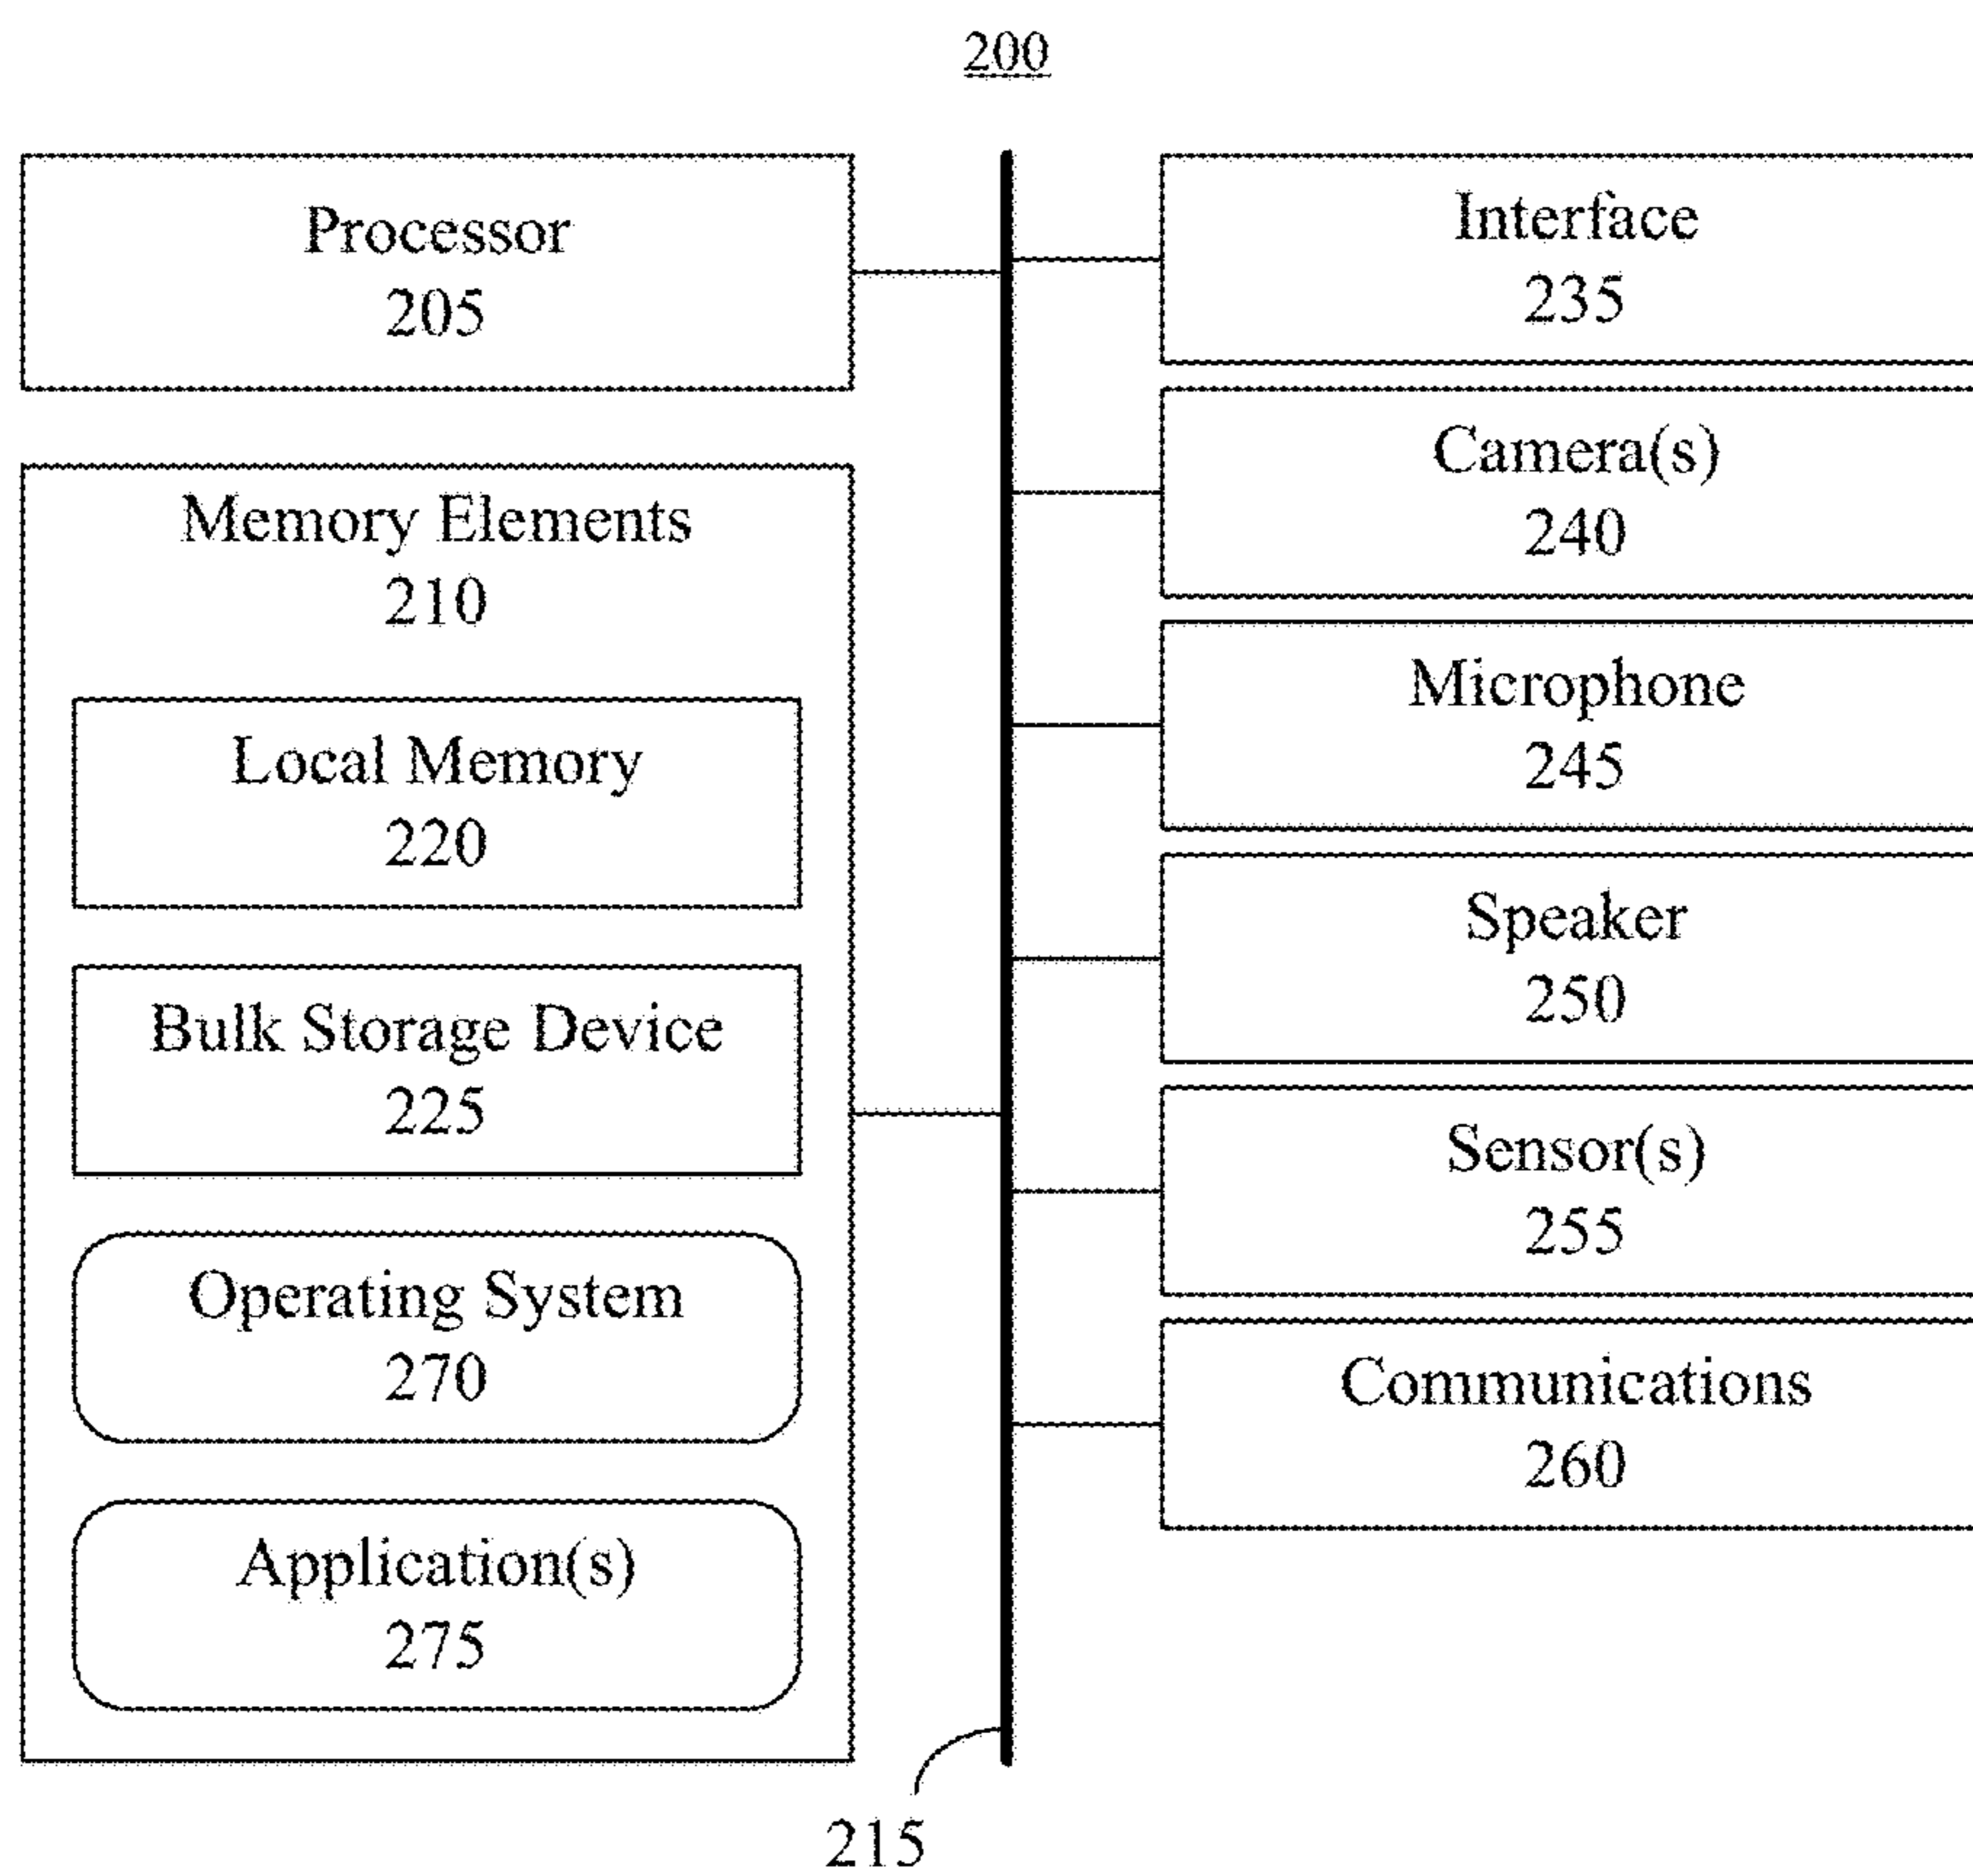 200
Processor
205
Memory Elements
210
Local Memory
220
Bulk Storage Device
225
Operating System
270
Application(s)
275
215
Interface
235
Camera(s)
240
Microphone
245
Speaker
250
Sensor(s)
255
Communications
260